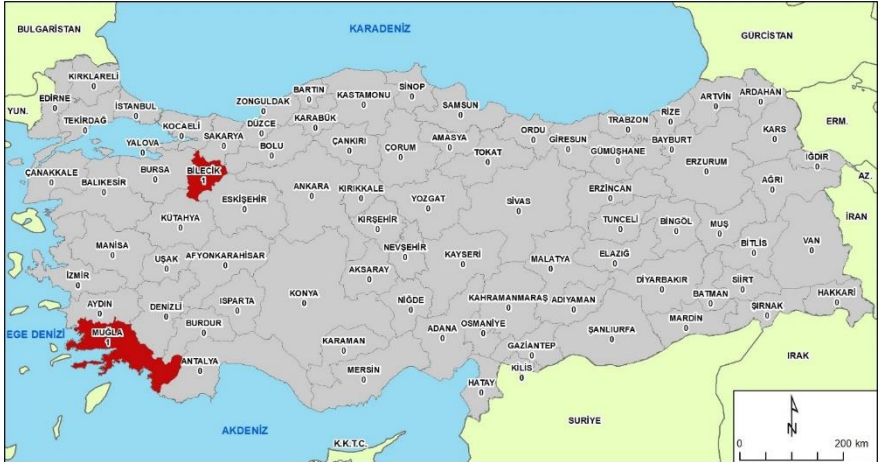 BULGARİSTAN
KARADENİZ
GÜRCİSTAN
YUN.
ERM.
AZ.
İRAN
IRAK
SURİYE
K.K.T.C.
AKDENİZ
EGE DENİZİ
KIRKLARELİ
0
EDİRNE
0
TEKİRDAĞ
0
İSTANBUL
0
KOCAELİ
0
YALOVA
0
SAKARYA
0
DÜZCE
0
ZONGULDAK
0
BARTIN
0
KARABÜK
0
KASTAMONU
0
SİNOP
0
SAMSUN
0
BOLU
0
ÇANKIRI
0
ÇORUM
0
AMASYA
0
TOKAT
0
ORDU
0
GİRESUN
0
TRABZON
0
GÜMÜŞHANE
0
BAYBURT
0
RİZE
0
ARTVİN
0
ARDAHAN
0
KARS
0
IĞDIR
0
AĞRI
0
ERZURUM
0
ERZİNCAN
0
ÇANAKKALE
0
BALIKESİR
0
BURSA
0
BİLECİK
1
ESKİŞEHİR
0
KÜTAHYA
0
ANKARA
0
KIRIKKALE
0
YOZGAT
0
SİVAS
0
KIRŞEHİR
0
NEVŞEHİR
0
KAYSERİ
0
TUNCELİ
0
BİNGÖL
0
MUŞ
0
BİTLİS
0
VAN
0
ELAZIĞ
0
MALATYA
0
MANİSA
0
UŞAK
0
AFYONKARAHİSAR
0
İZMİR
0
AYDIN
0
DENİZLİ
0
ISPARTA
0
BURDUR
0
KONYA
0
AKSARAY
0
NİĞDE
0
MUĞLA
1
ANTALYA
0
KARAMAN
0
MERSİN
0
ADANA
0
OSMANİYE
0
KAHRAMANMARAŞ
0
ADIYAMAN
0
GAZİANTEP
0
KİLİS
0
HATAY
0
ŞANLIURFA
0
DİYARBAKIR
0
MARDİN
0
BATMAN
0
SİİRT
0
ŞIRNAK
0
HAKKARİ
0
N
0
200 km